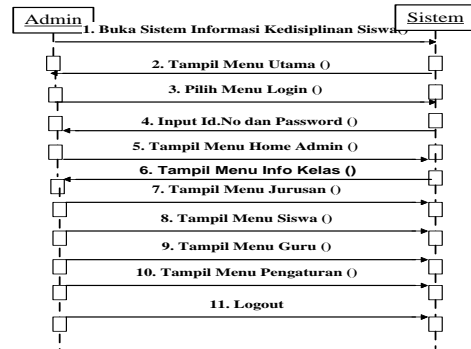 Admin
Sistem
1. Buka Sistem Informasi Kedisiplinan Siswa()
2. Tampil Menu Utama ()
3. Pilih Menu Login ()
4. Input Id.No dan Password ()
5. Tampil Menu Home Admin ()
6. Tampil Menu Info Kelas ()
7. Tampil Menu Jurusan ()
8. Tampil Menu Siswa ()
9. Tampil Menu Guru ()
10. Tampil Menu Pengaturan ()
11. Logout